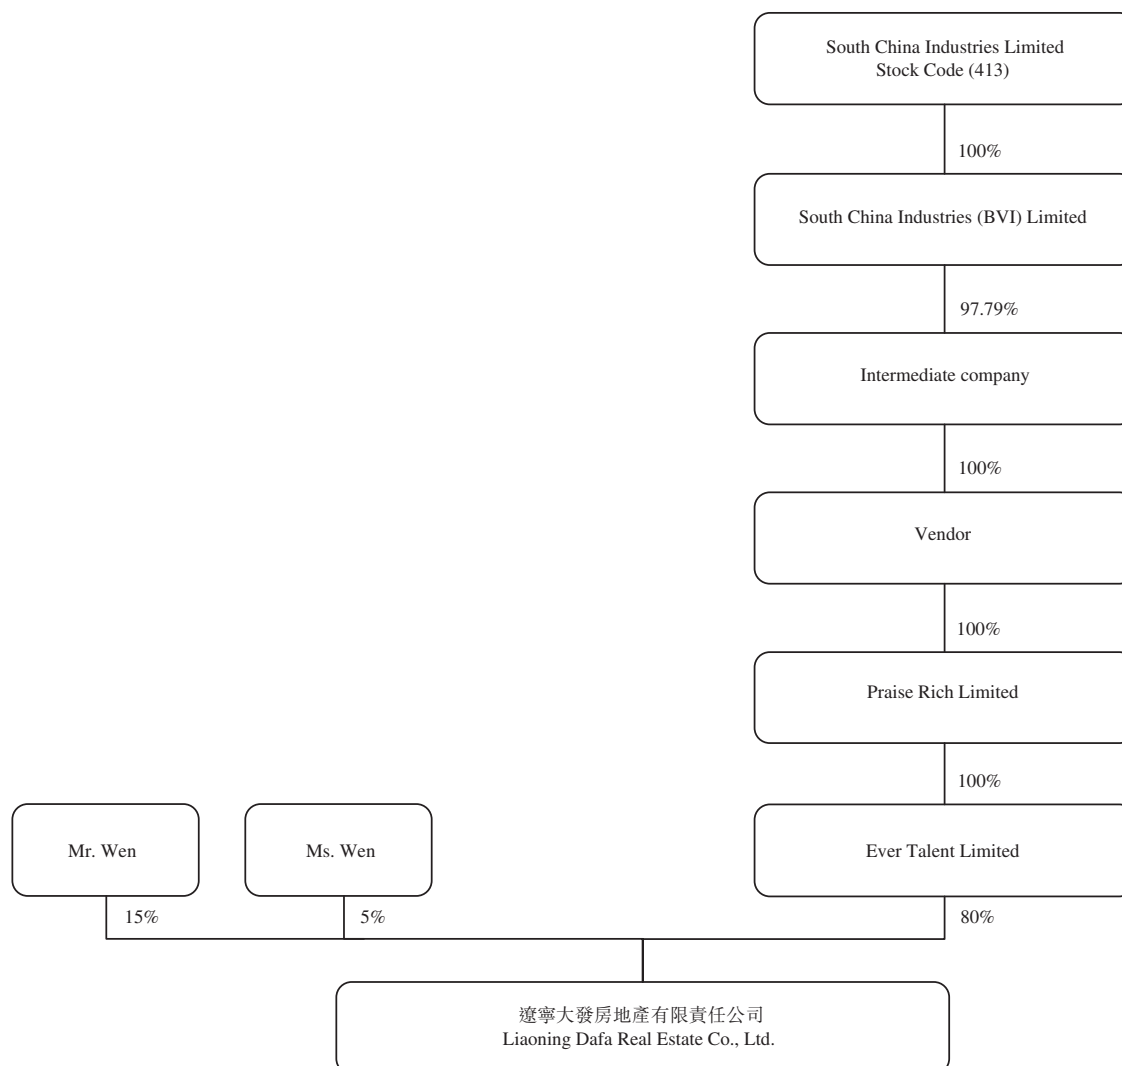 South China Industries Limited
Stock Code (413)
100%
South China Industries (BVI) Limited
97.79%
Intermediate company
100%
Vendor
100%
Praise Rich Limited
100%
Mr. Wen
Ms. Wen
Ever Talent Limited
15%
5%
80%
遼寧大發房地產有限責任公司
Liaoning Dafa Real Estate Co., Ltd.